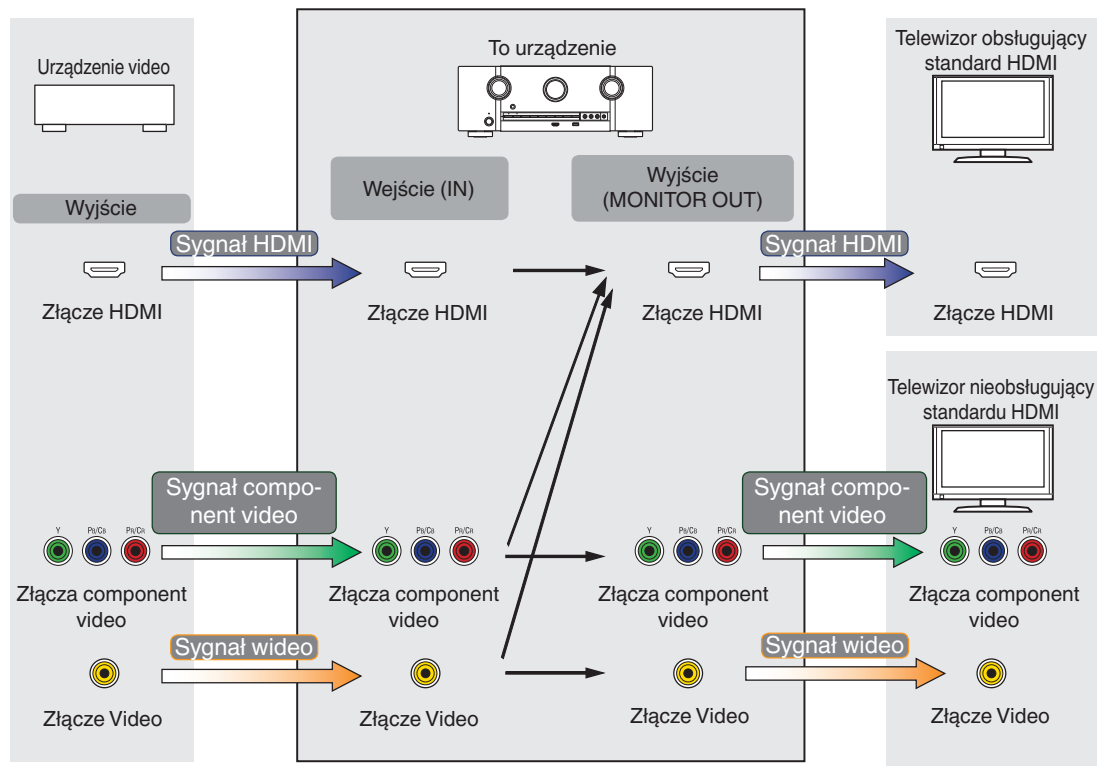 Urządzenie video
To urządzenie
Telewizor obsługujący
standard HDMI
Wyjście
Wejście (IN)
Wyjście
(MONITOR OUT)
Sygnał HDMI
Sygnał HDMI
Złącze HDMI
Złącze HDMI
Złącze HDMI
Złącze HDMI
Telewizor nieobsługujący
standardu HDMI
Sygnał compo-
nent video
Sygnał compo-
nent video
Y PB/CB PR/CR
Y PB/CB PR/CR
Y PB/CB PR/CR
Y PB/CB PR/CR
Złącza component
video
Złącza component
video
Złącza component
video
Złącza component
video
Sygnał wideo
Sygnał wideo
Złącze Video
Złącze Video
Złącze Video
Złącze Video